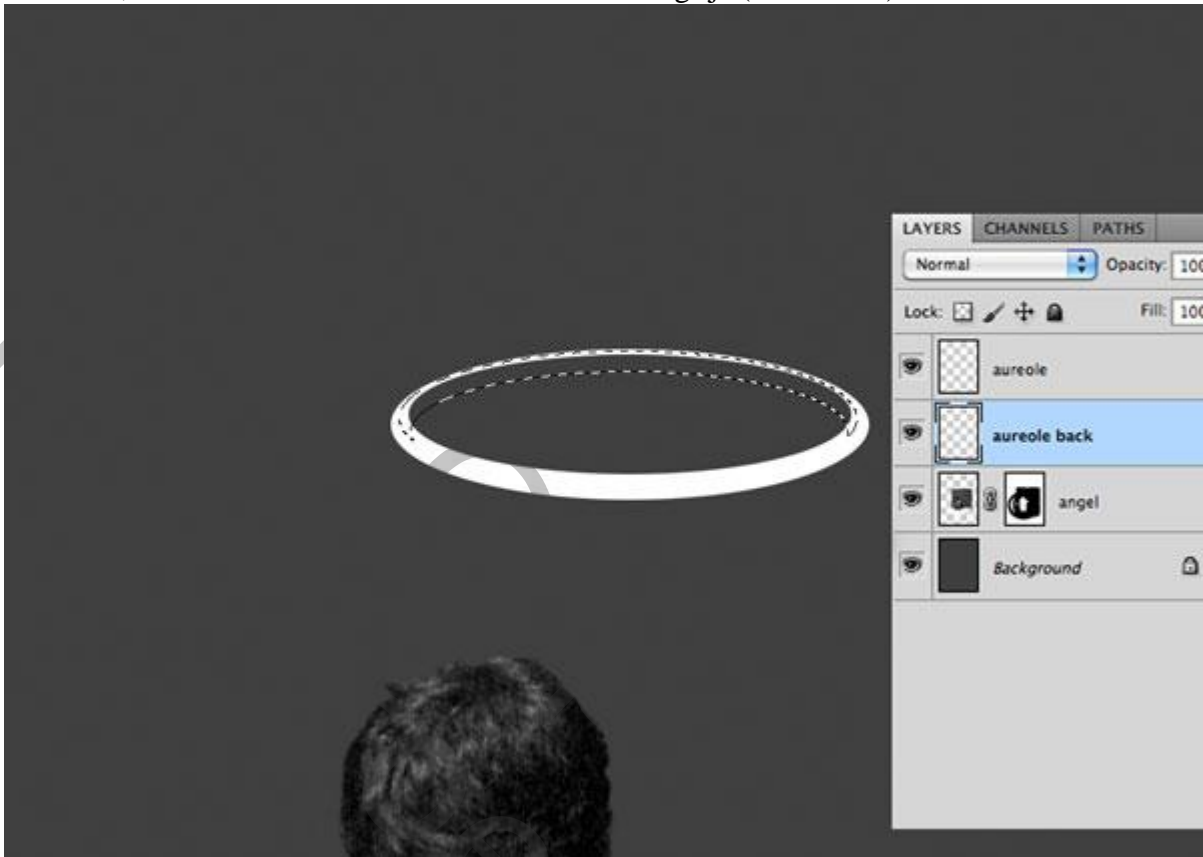 LAYERS CHANNELS PATHS
Normal Opacity: 100
Lock: Fill: 100
aureole
aureole back
angel
Background